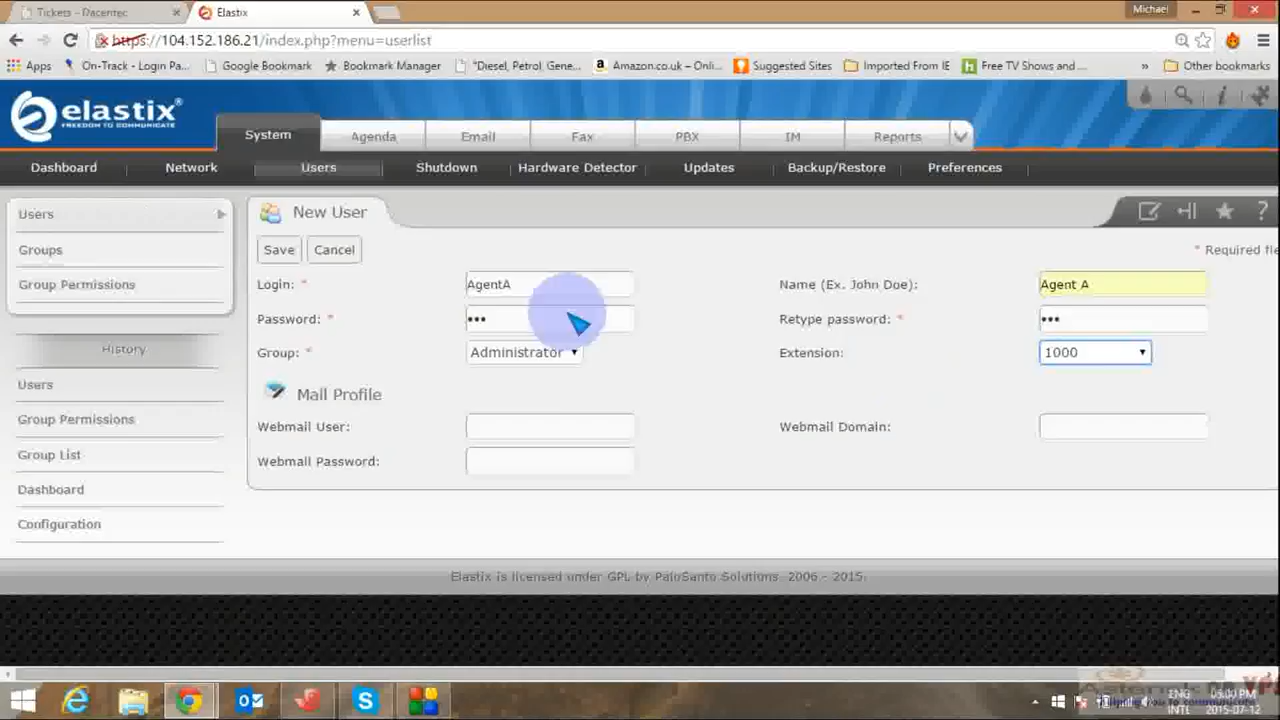 Tickets - Dacentec
Elastix
Michael
https://104.152.186.21/index.php?menu=userlist
Apps
On-Track - Login Pa...
Google Bookmark
Bookmark Manager
"Diesel, Petrol, Gene...
Amazon.co.uk – Onli...
Suggested Sites
Imported From IE
Free TV Shows and ...
»
Other bookmarks
elastix®
FREEDOM TO COMMUNICATE
System
Agenda
Email
Fax
PBX
IM
Reports
Dashboard
Network
Users
Shutdown
Hardware Detector
Updates
Backup/Restore
Preferences
Users
Groups
Group Permissions
History
Users
Group Permissions
Group List
Dashboard
Configuration
New User
Save
Cancel
* Required fie
Login: *
AgentA
Name (Ex. John Doe):
Agent A
Password: *
•••
Retype password: *
•••
Group: *
Administrator
Extension:
1000
Mail Profile
Webmail User:
Webmail Domain:
Webmail Password:
Elastix is licensed under GPL by PaloSanto Solutions. 2006 - 2015.
ENG
INTL
05:00 PM
2015-07-12